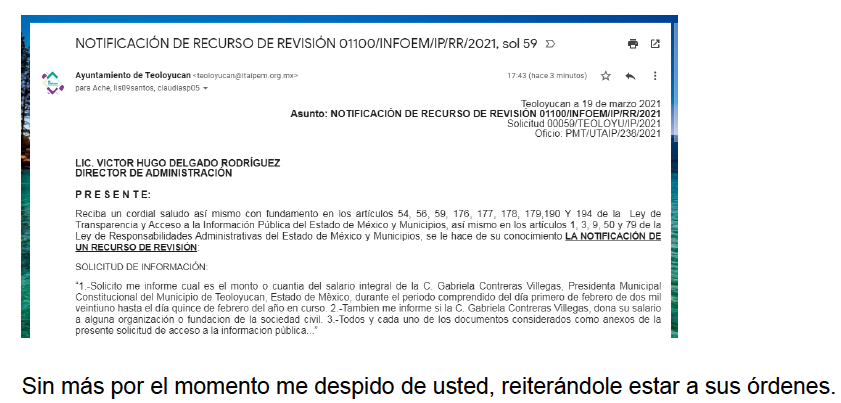 NOTIFICACIÓN DE RECURSO DE REVISIÓN 01100/INFOEM/IP/RR/2021, sol 59
Ayuntamiento de Teoloyucan <teoloyucan@itaipem.org.mx>
17:43 (hace 3 minutos)
para Ache, lis09santos, claudiasp05
Teoloyucan a 19 de marzo 2021
Asunto: NOTIFICACIÓN DE RECURSO DE REVISIÓN 01100/INFOEM/IP/RR/2021
Solicitud 00059/TEOLOYU/IP/2021
Oficio: PMT/UTAIP/238/2021
LIC. VICTOR HUGO DELGADO RODRÍGUEZ
DIRECTOR DE ADMINISTRACIÓN
P R E S E N T E:
Reciba un cordial saludo así mismo con fundamento en los artículos 54, 56, 59, 176, 177, 178, 179,190 Y 194 de la Ley de
Transparencia y Acceso a la Información Pública del Estado de México y Municipios, así mismo en los artículos 1, 3, 9, 50 y 79 de la
Ley de Responsabilidades Administrativas del Estado de México y Municipios, se le hace de su conocimiento LA NOTIFICACIÓN DE
UN RECURSO DE REVISIÓN:
SOLICITUD DE INFORMACIÓN:
“1.-Solicito me informe cual es el monto o cuantia del salario integral de la C. Gabriela Contreras Villegas, Presidenta Municipal
Constitucional del Municipio de Teoloyucan, Estado de México, durante el periodo comprendido del día primero de febrero de dos mil
veintiuno hasta el día quince de febrero del año en curso. 2.-Tambien me informe si la C. Gabriela Contreras Villegas, dona su salario
a alguna organización o fundacion de la sociedad civil. 3.-Todos y cada uno de los documentos considerados como anexos de la
presente solicitud de acceso a la informacion pública...”
Sin más por el momento me despido de usted, reiterándole estar a sus órdenes.